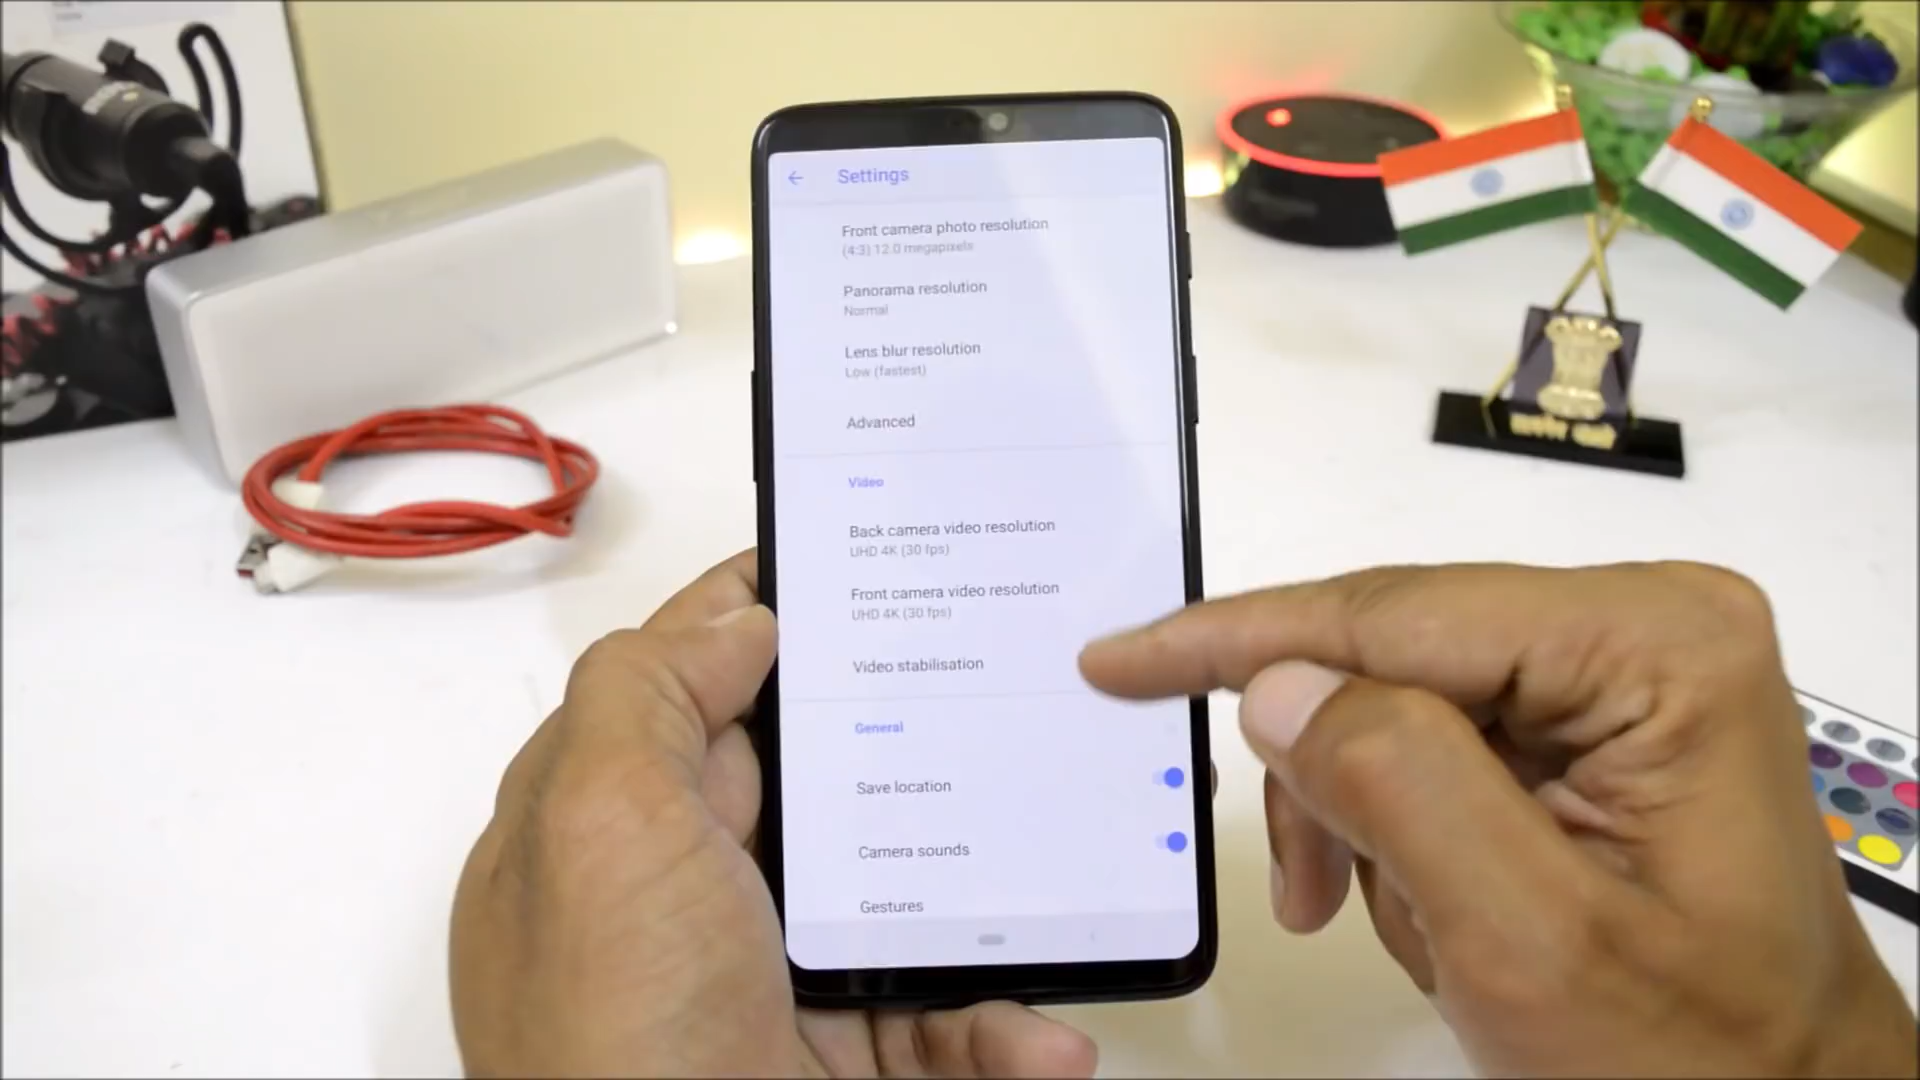 Settings
Front camera photo resolution
(4:3) 12.0 megapixels
Panorama resolution
Normal
Lens blur resolution
Low (fastest)
Advanced
Video
Back camera video resolution
UHD 4K (30 fps)
Front camera video resolution
UHD 4K (30 fps)
Video stabilisation
General
Save location
Camera sounds
Gestures